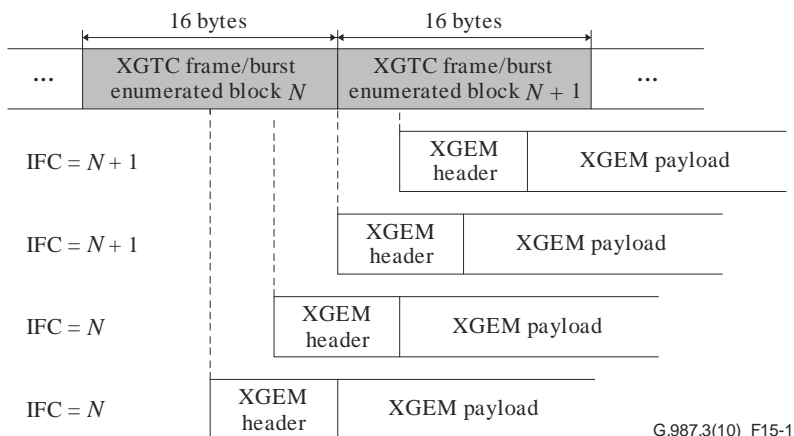 16 bytes 16 bytes
... XGTC frame/burst enumerated block N XGTC frame/burst enumerated block N + 1 ...
IFC = N + 1
XGEM header
XGEM payload
IFC = N + 1
XGEM header
XGEM payload
IFC = N
XGEM header
XGEM payload
IFC = N
XGEM header
XGEM payload
G.987.3(10)_F15-1